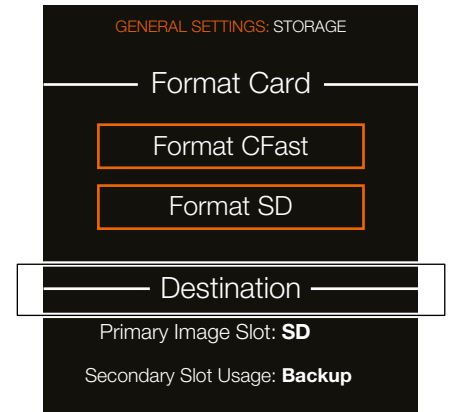 GENERAL SETTINGS: STORAGE
Format Card
Format CFast
Format SD
Destination
Primary Image Slot: SD
Secondary Slot Usage: Backup